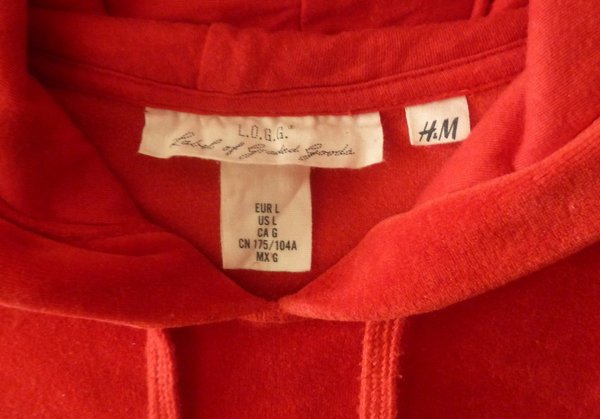 L.O.G.G.®
Label of Graded Goods
H&M
EUR L
US L
CA G
CN 175/104A
MX G